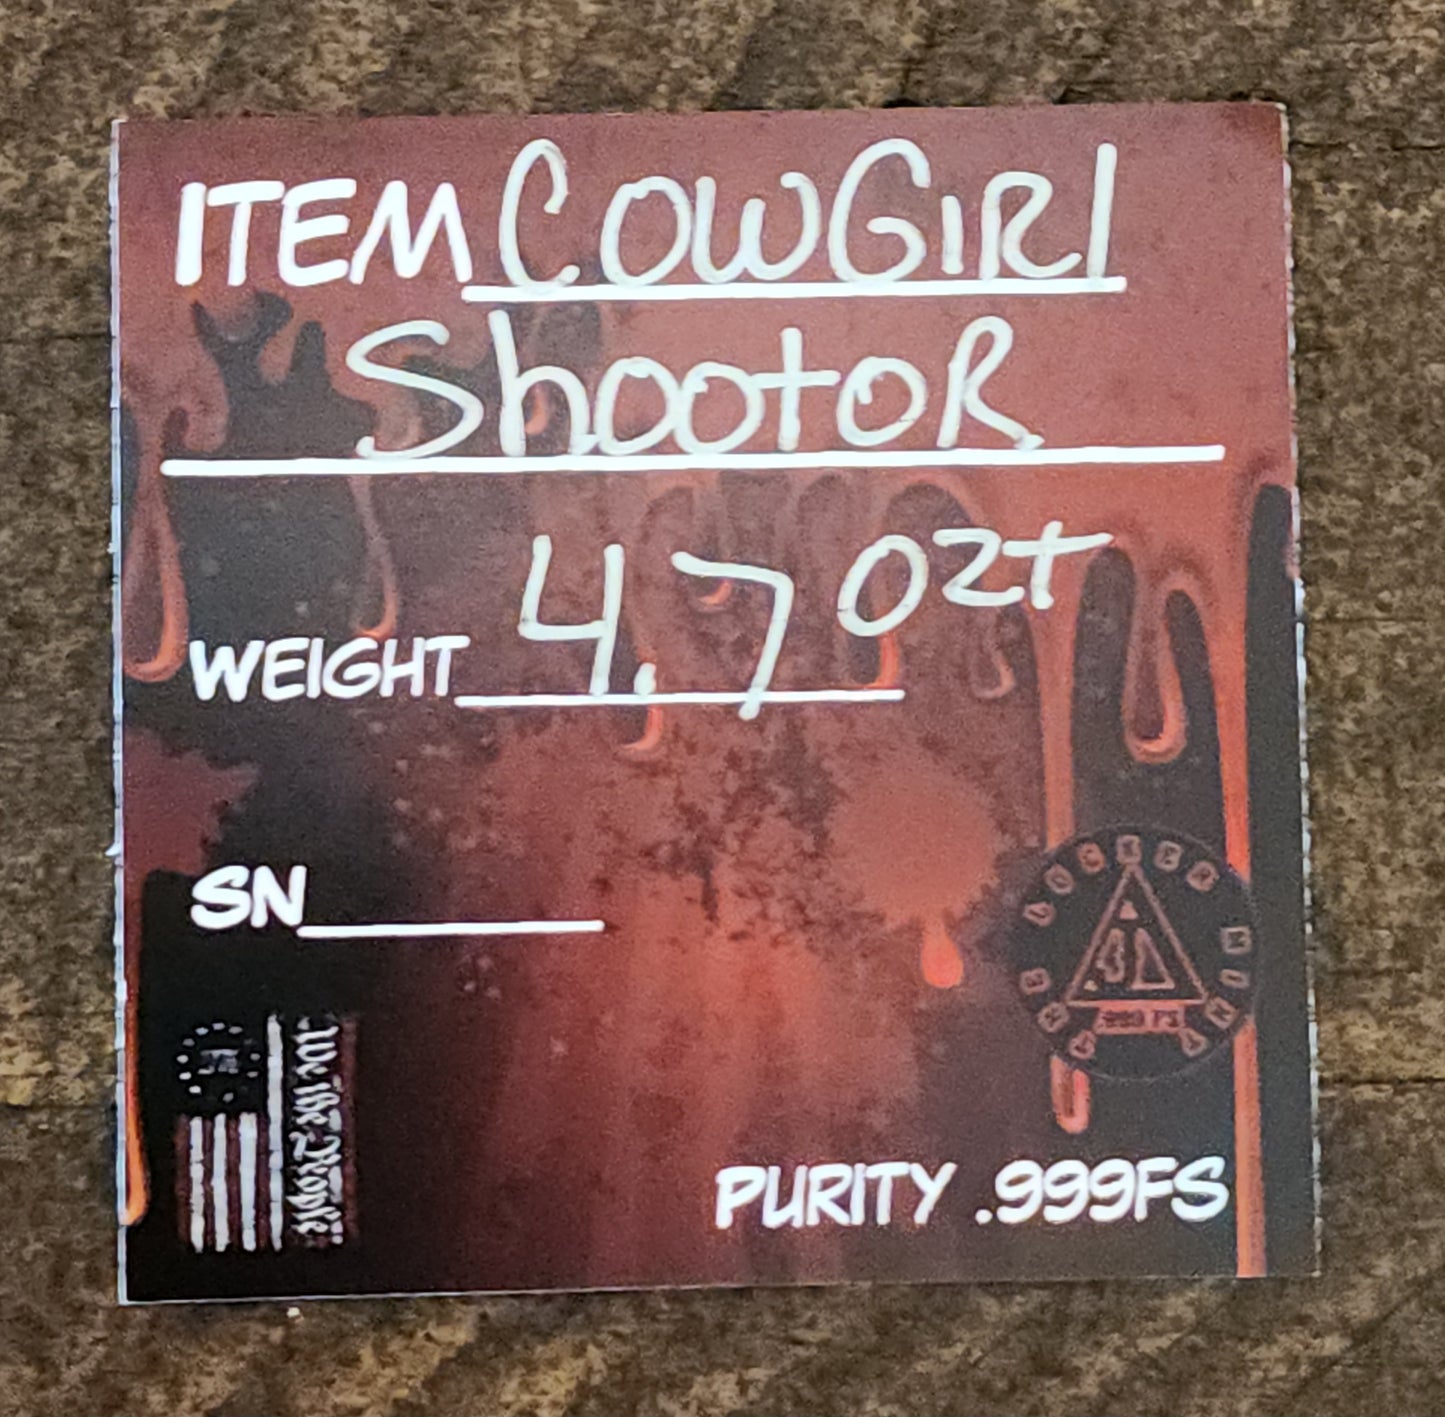 ITEM COWGIRl
ShootoR
WEIGHT 4.7 ozt
SN
We the People
PURITY .999FS